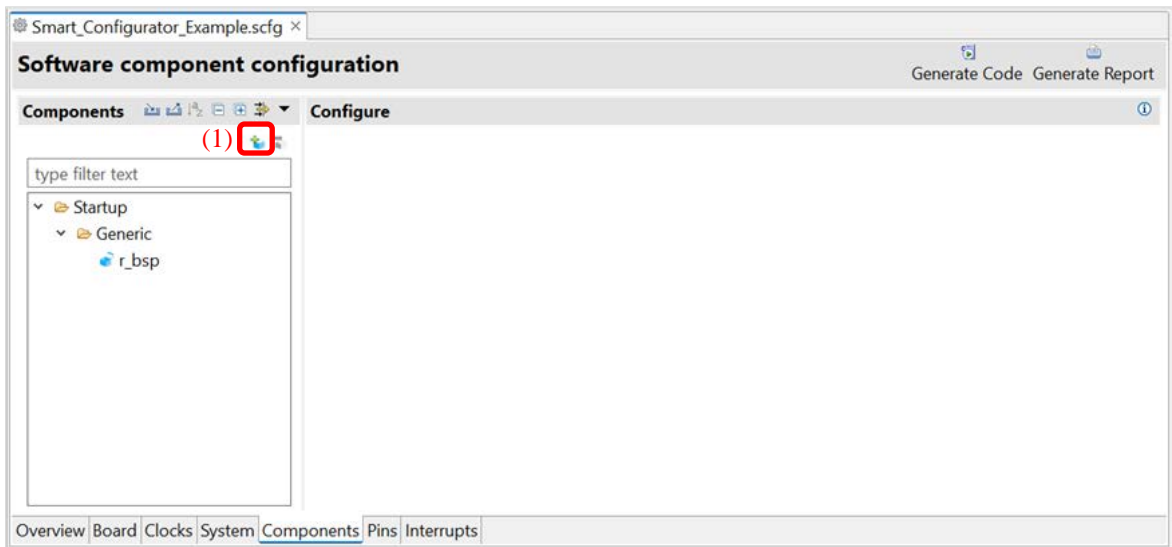 Smart_Configurator_Example.scfg
Software component configuration
Generate Code Generate Report
Components
Configure
(1)
type filter text
Startup
Generic
r_bsp
Overview Board Clocks System Components Pins Interrupts